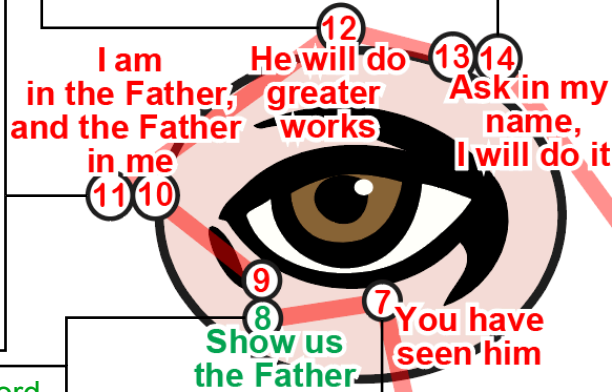 12
13 14
I am
in the Father,
and the Father
in me
He will do
greater
works
Ask in my
name,
I will do it
11 10
9
8
7
Show us
the Father
You have
seen him
ord